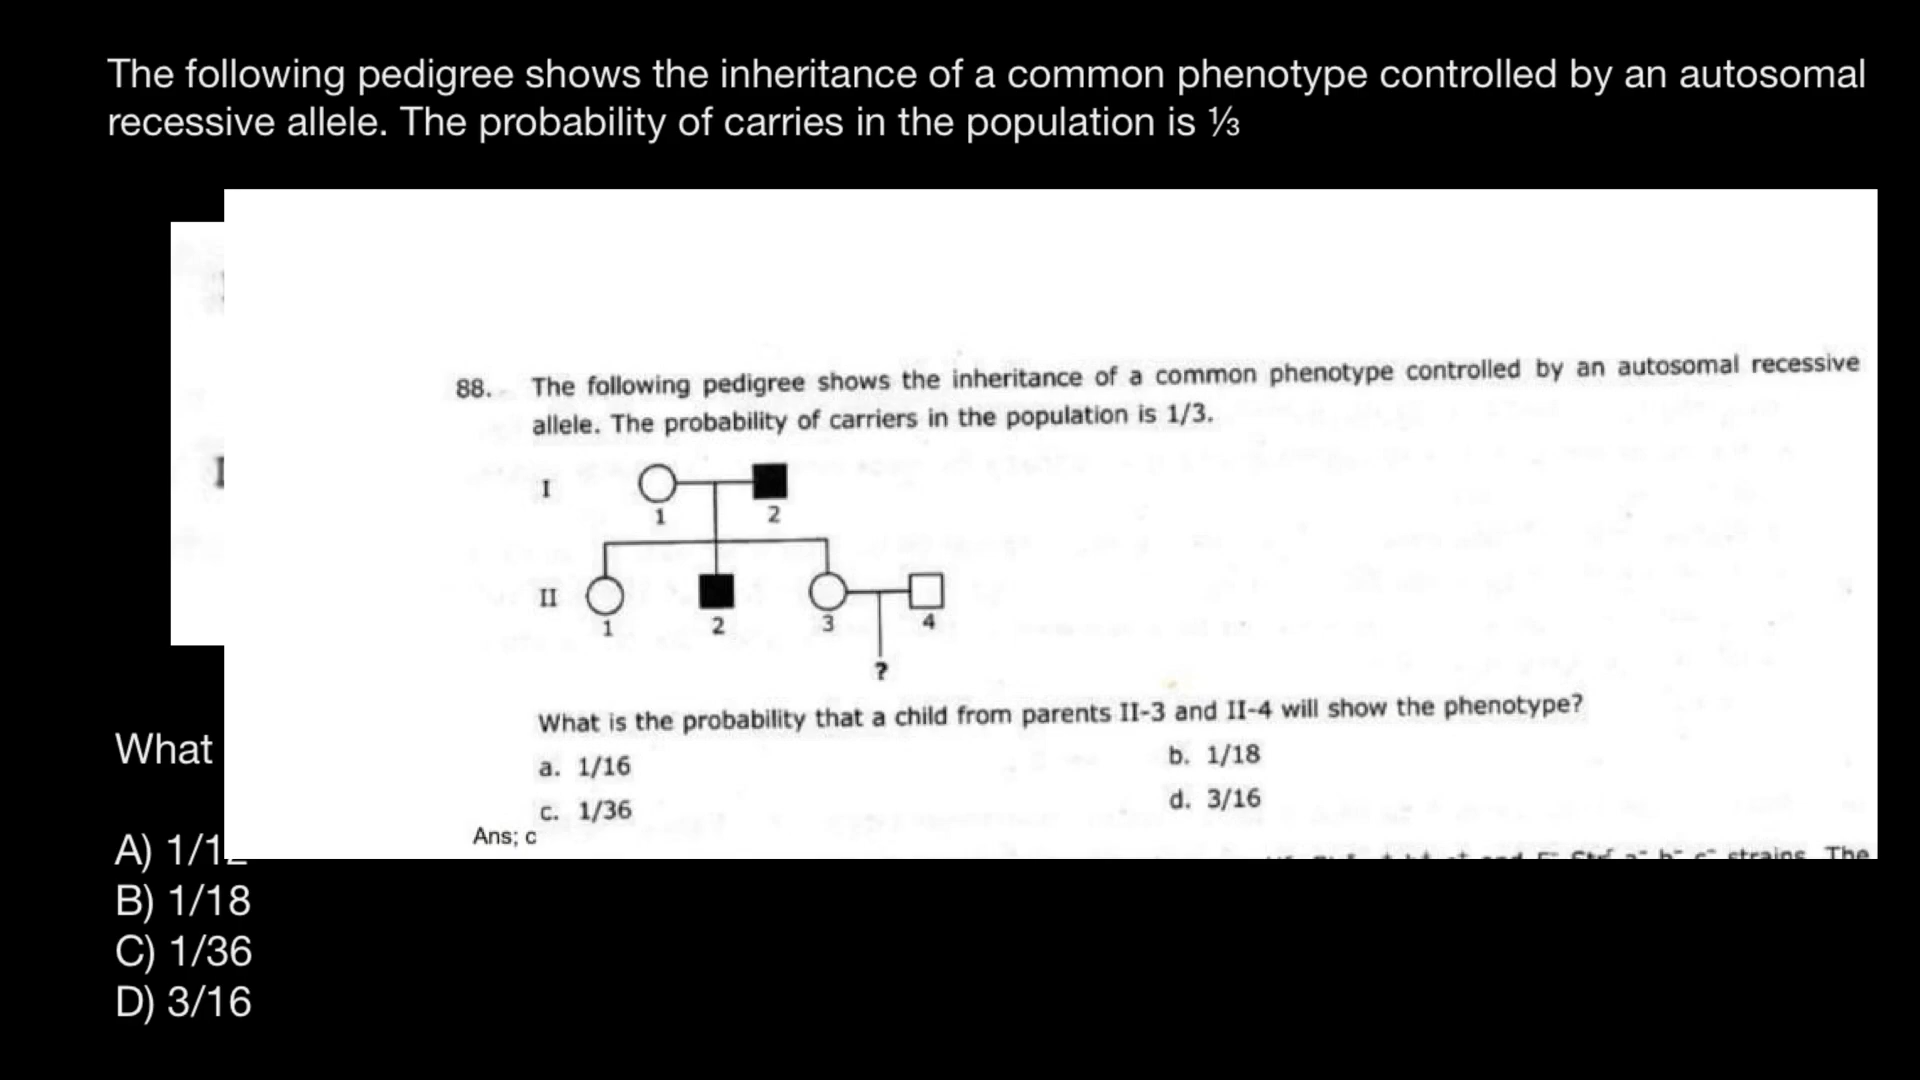 The following pedigree shows the inheritance of a common phenotype controlled by an autosomal
recessive allele. The probability of carries in the population is ⅓
88. The following pedigree shows the inheritance of a common phenotype controlled by an autosomal recessive
allele. The probability of carriers in the population is 1/3.
I
1 2
II
1 2 3 4
?
What is the probability that a child from parents II-3 and II-4 will show the phenotype?
a. 1/16 b. 1/18
c. 1/36 d. 3/16
Ans; c
strains. The
What
A) 1/1
B) 1/18
C) 1/36
D) 3/16